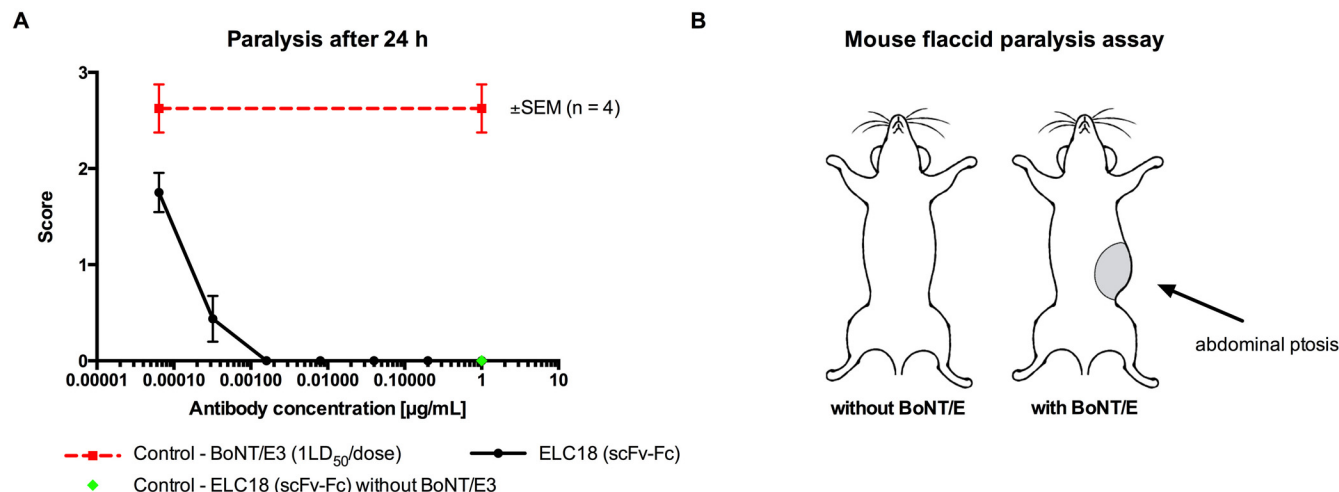 A
Paralysis after 24 h
3
2
1
0
Score
±SEM (n = 4)
0.00001 0.00010 0.00100 0.01000 0.10000 1 10
Antibody concentration [µg/mL]
Control - BoNT/E3 (1LD50/dose)
ELC18 (scFv-Fc)
Control - ELC18 (scFv-Fc) without BoNT/E3
B
Mouse flaccid paralysis assay
abdominal ptosis
without BoNT/E
with BoNT/E